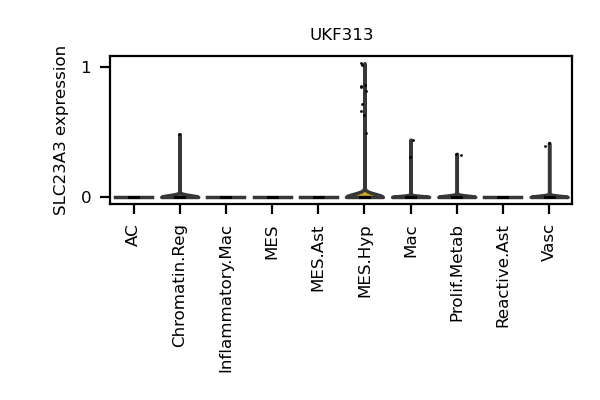 UKF313
SLC23A3 expression
1
0
AC
Chromatin.Reg
Inflammatory.Mac
MES
MES.Ast
MES.Hyp
Mac
Prolif.Metab
Reactive.Ast
Vasc